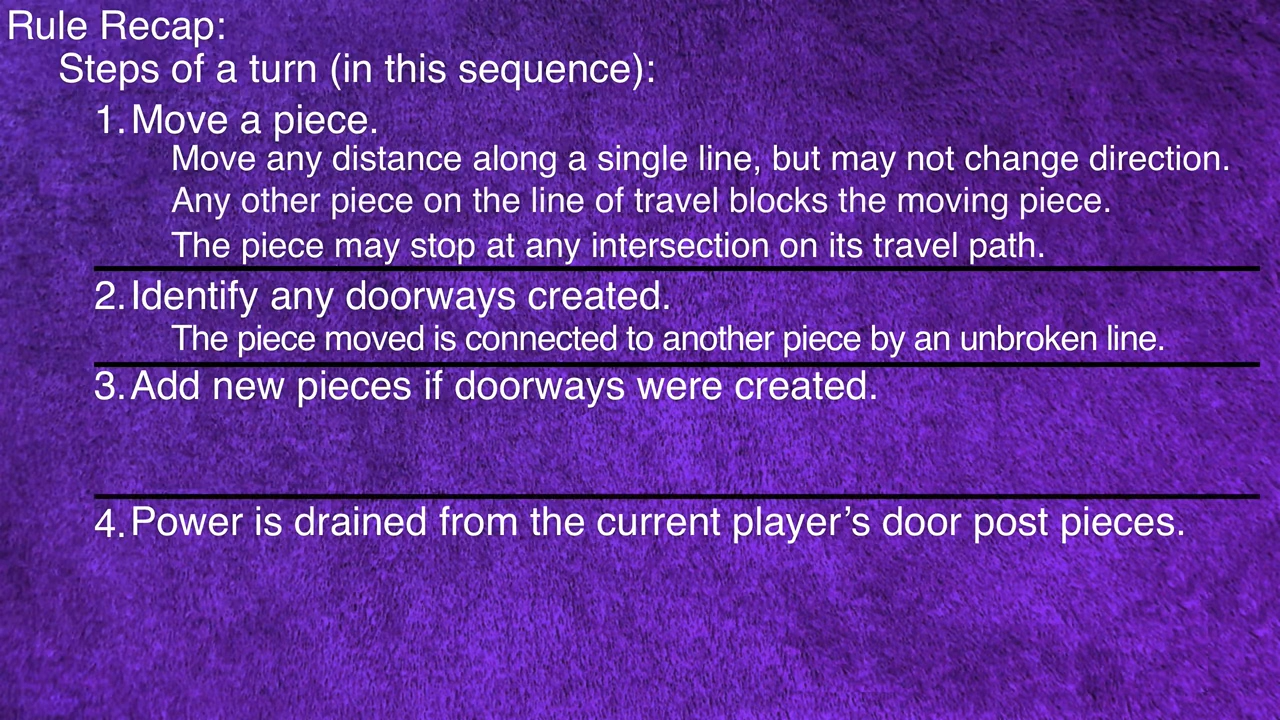 Rule Recap:
Steps of a turn (in this sequence):
1. Move a piece.
Move any distance along a single line, but may not change direction.
Any other piece on the line of travel blocks the moving piece.
The piece may stop at any intersection on its travel path.
2. Identify any doorways created.
The piece moved is connected to another piece by an unbroken line.
3. Add new pieces if doorways were created.
4. Power is drained from the current player’s door post pieces.